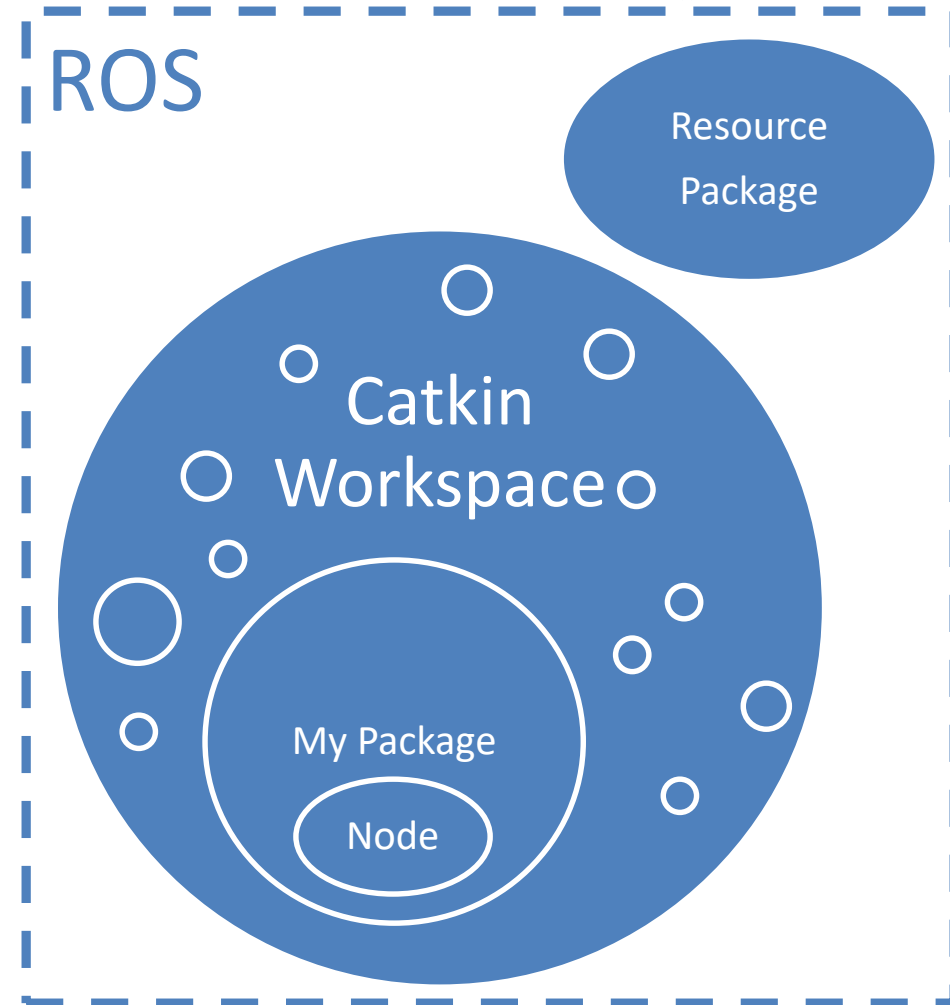 ROS
Resource
Package
Catkin
Workspace
My Package
Node